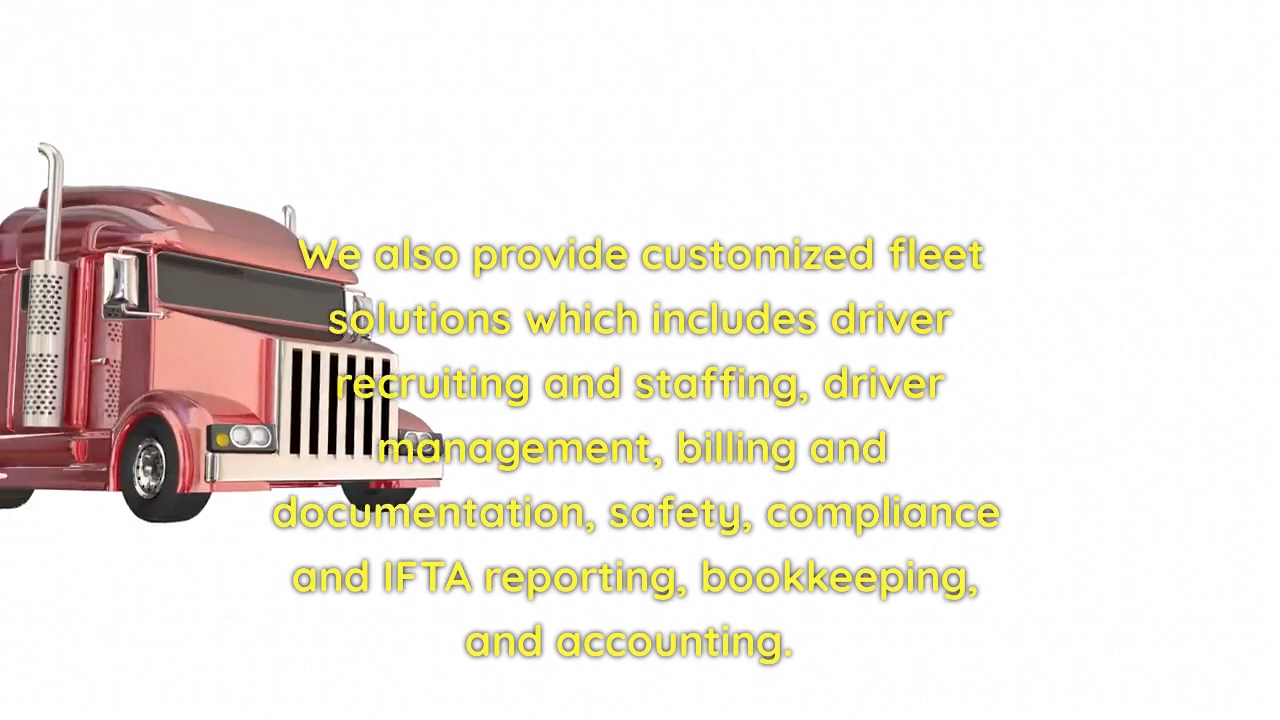 We also provide customized fleet
solutions which includes driver
recruiting and staffing, driver
management, billing and
documentation, safety, compliance
and IFTA reporting, bookkeeping,
and accounting.